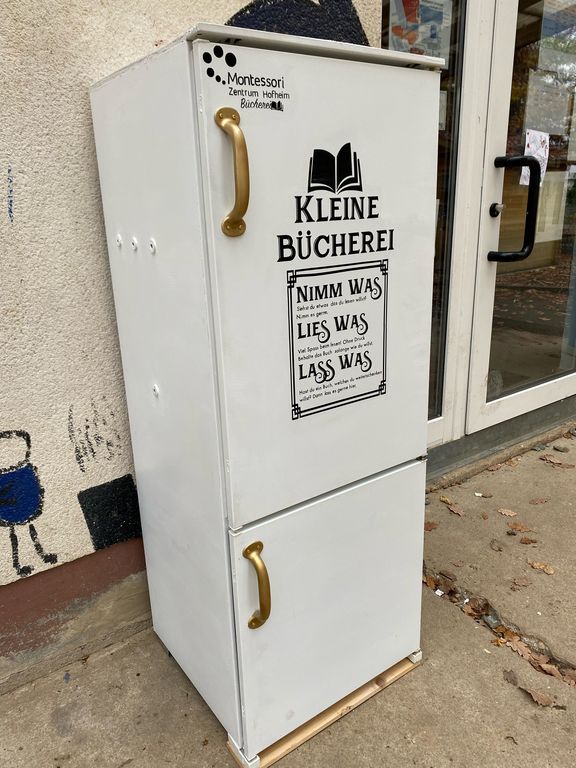 Montessori
Zentrum Hofheim
Bücherei
KLEINE
BÜCHEREI
NIMM WAS
Siehst du etwas, das du lesen willst?
Nimm es gerne.
LIES WAS
Viel Spass beim lesen! Ohne Druck
Behalte das Buch, solange wie du willst.
LASS WAS
Hast du ein Buch, welches du weiterschenken
willst? Dann lass es gerne hier.